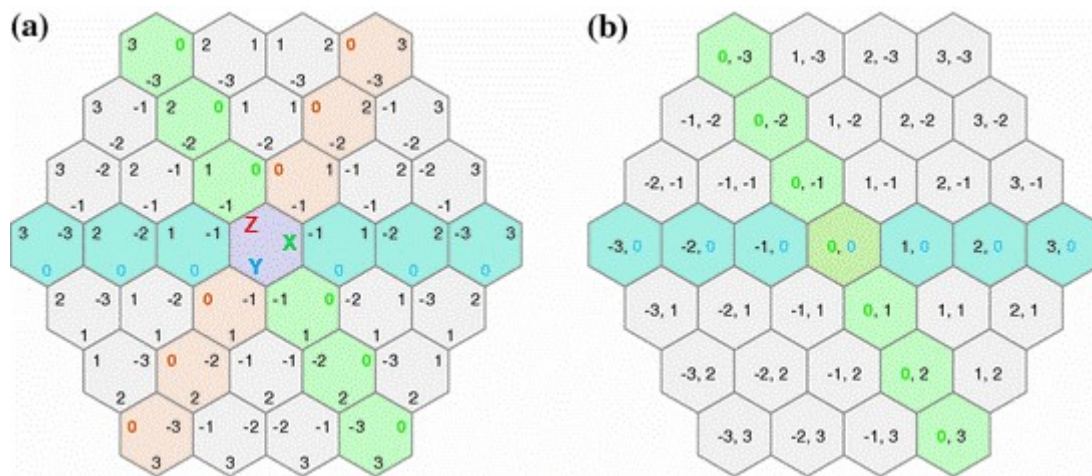 (a)
3 0 2 1 1 2 0 3
-3 -3 -3 -3
3 -1 2 0 1 1 0 2 -1 3
-2 -2 -2 -2 -2
3 -2 2 -1 1 0 0 1 -1 2 -2 3
-1 -1 -1 -1 -1 -1
3 -3 2 -2 1 -1 Z X -1 1 -2 2 -3 3
0 0 0 Y 0 0 0
2 -3 1 -2 0 -1 -1 0 -2 1 -3 2
1 1 1 1 1 1
1 -3 0 -2 -1 -1 -2 0 -3 1
2 2 2 2 2
0 -3 -1 -2 -2 -1 -3 0
3 3 3 3
(b)
0, -3 1, -3 2, -3 3, -3
-1, -2 0, -2 1, -2 2, -2 3, -2
-2, -1 -1, -1 0, -1 1, -1 2, -1 3, -1
-3, 0 -2, 0 -1, 0 0, 0 1, 0 2, 0 3, 0
-3, 1 -2, 1 -1, 1 0, 1 1, 1 2, 1
-3, 2 -2, 2 -1, 2 0, 2 1, 2
-3, 3 -2, 3 -1, 3 0, 3